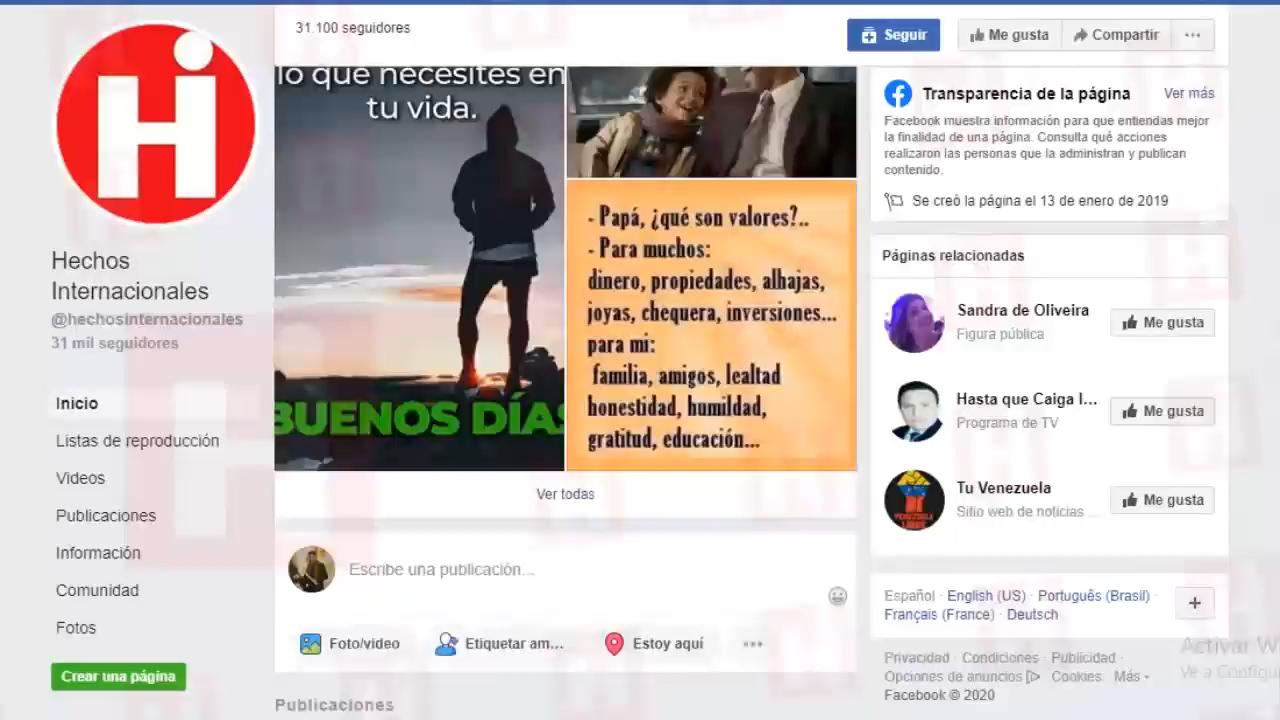 31.100 seguidores
Seguir
Me gusta
Compartir
Hechos
Internacionales
@hechosinternacionales
31 mil seguidores
Inicio
Listas de reproducción
Videos
Publicaciones
Información
Comunidad
Fotos
Crear una página
lo que necesites en
tu vida.
BUENOS DÍAS
- Papá, ¿qué son valores?..
- Para muchos:
dinero, propiedades, alhajas,
joyas, chequera, inversiones...
para mi:
familia, amigos, lealtad
honestidad, humildad,
gratitud, educación...
Ver todas
Escribe una publicación...
Foto/video
Etiquetar am...
Estoy aquí
Publicaciones
Transparencia de la página
Ver más
Facebook muestra información para que entiendas mejor
la finalidad de una página. Consulta qué acciones
realizaron las personas que la administran y publican
contenido.
Se creó la página el 13 de enero de 2019
Páginas relacionadas
Sandra de Oliveira
Figura pública
Me gusta
Hasta que Caiga l...
Programa de TV
Me gusta
Tu Venezuela
Sitio web de noticias ...
Me gusta
Español · English (US) · Português (Brasil) ·
Français (France) · Deutsch
Privacidad · Condiciones · Publicidad ·
Opciones de anuncios · Cookies · Más
Facebook © 2020
Activar W
Ve a Configu